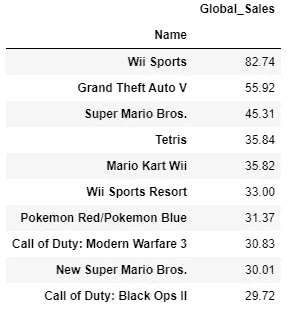 Global_Sales
Name
Wii Sports 82.74
Grand Theft Auto V 55.92
Super Mario Bros. 45.31
Tetris 35.84
Mario Kart Wii 35.82
Wii Sports Resort 33.00
Pokemon Red/Pokemon Blue 31.37
Call of Duty: Modern Warfare 3 30.83
New Super Mario Bros. 30.01
Call of Duty: Black Ops II 29.72